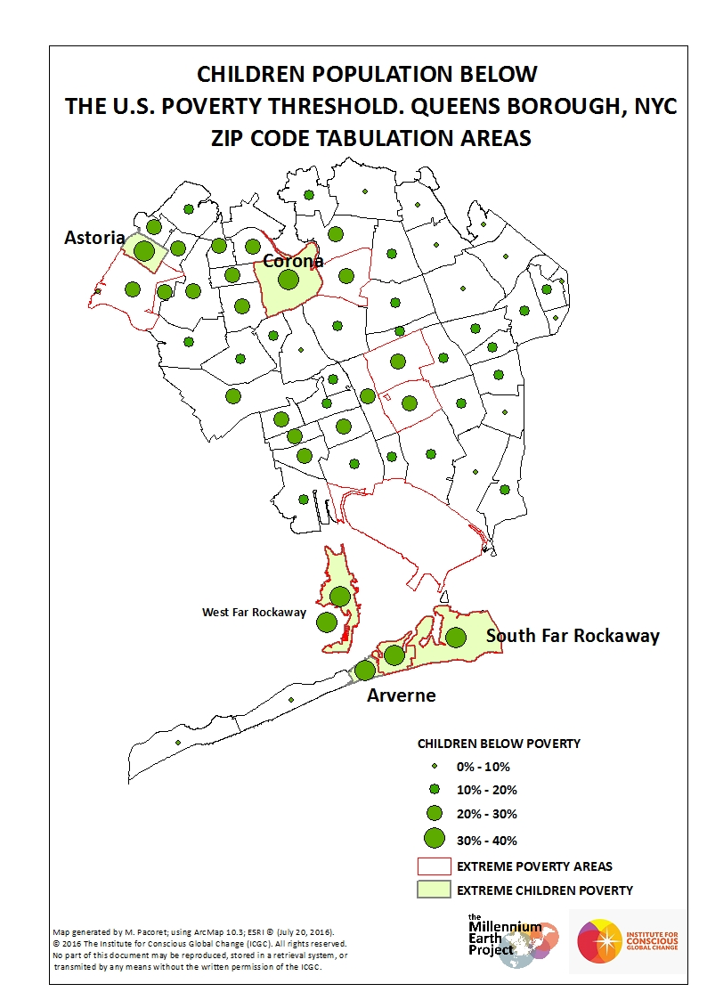 CHILDREN POPULATION BELOW
THE U.S. POVERTY THRESHOLD. QUEENS BOROUGH, NYC
ZIP CODE TABULATION AREAS
Astoria
Corona
West Far Rockaway
South Far Rockaway
Arverne
CHILDREN BELOW POVERTY
0% - 10%
10% - 20%
20% - 30%
30% - 40%
EXTREME POVERTY AREAS
EXTREME CHILDREN POVERTY
Map generated by M. Pacoret; using ArcMap 10.3; ESRI © (July 20, 2016).
© 2016 The Institute for Conscious Global Change (ICGC). All rights reserved.
No part of this document may be reproduced, stored in a retrieval system, or
transmited by any means without the written permission of the ICGC.
the
Millennium
Earth
Project
INSTITUTE FOR
CONSCIOUS
GLOBAL CHANGE